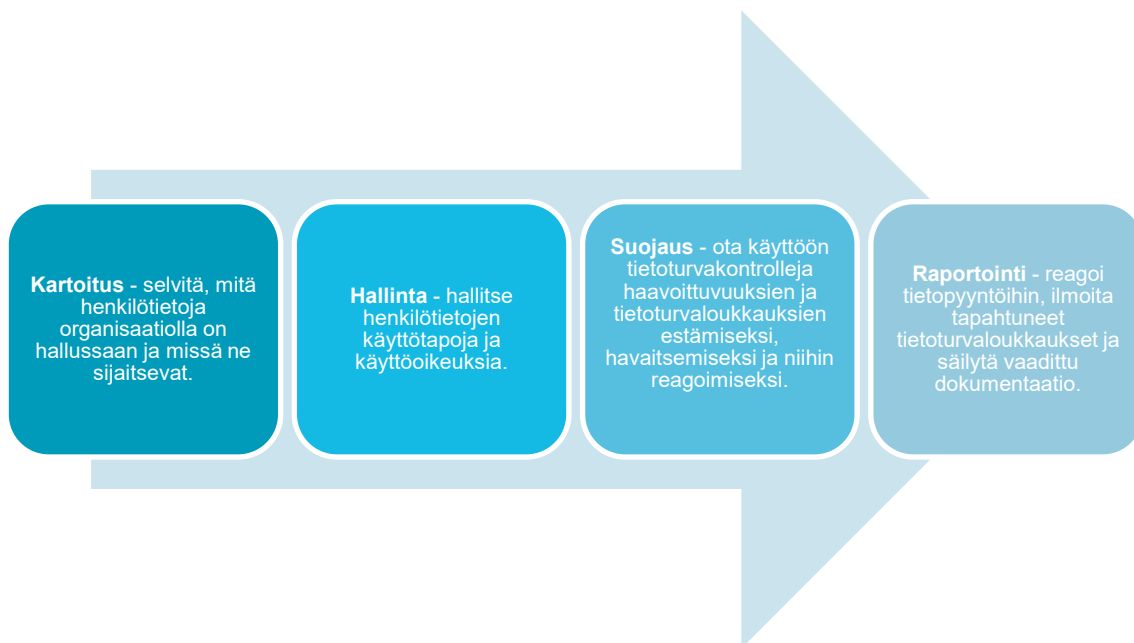 Kartoitus - selvitä, mitä
henkilötietoja
organisaatiolla on
hallussaan ja missä ne
sijaitsevat.
Hallinta - hallitse
henkilötietojen
käyttötapoja ja
käyttöoikeuksia.
Suojaus - ota käyttöön
tietoturvakontrolleja
haavoittuvuuksien ja
tietoturvaloukkauksien
estämiseksi,
havaitsemiseksi ja niihin
reagoimiseksi.
Raportointi - reagoi
tietopyyntöihin, ilmoita
tapahtuneet
tietoturvaloukkaukset ja
säilytä vaadittu
dokumentaatio.